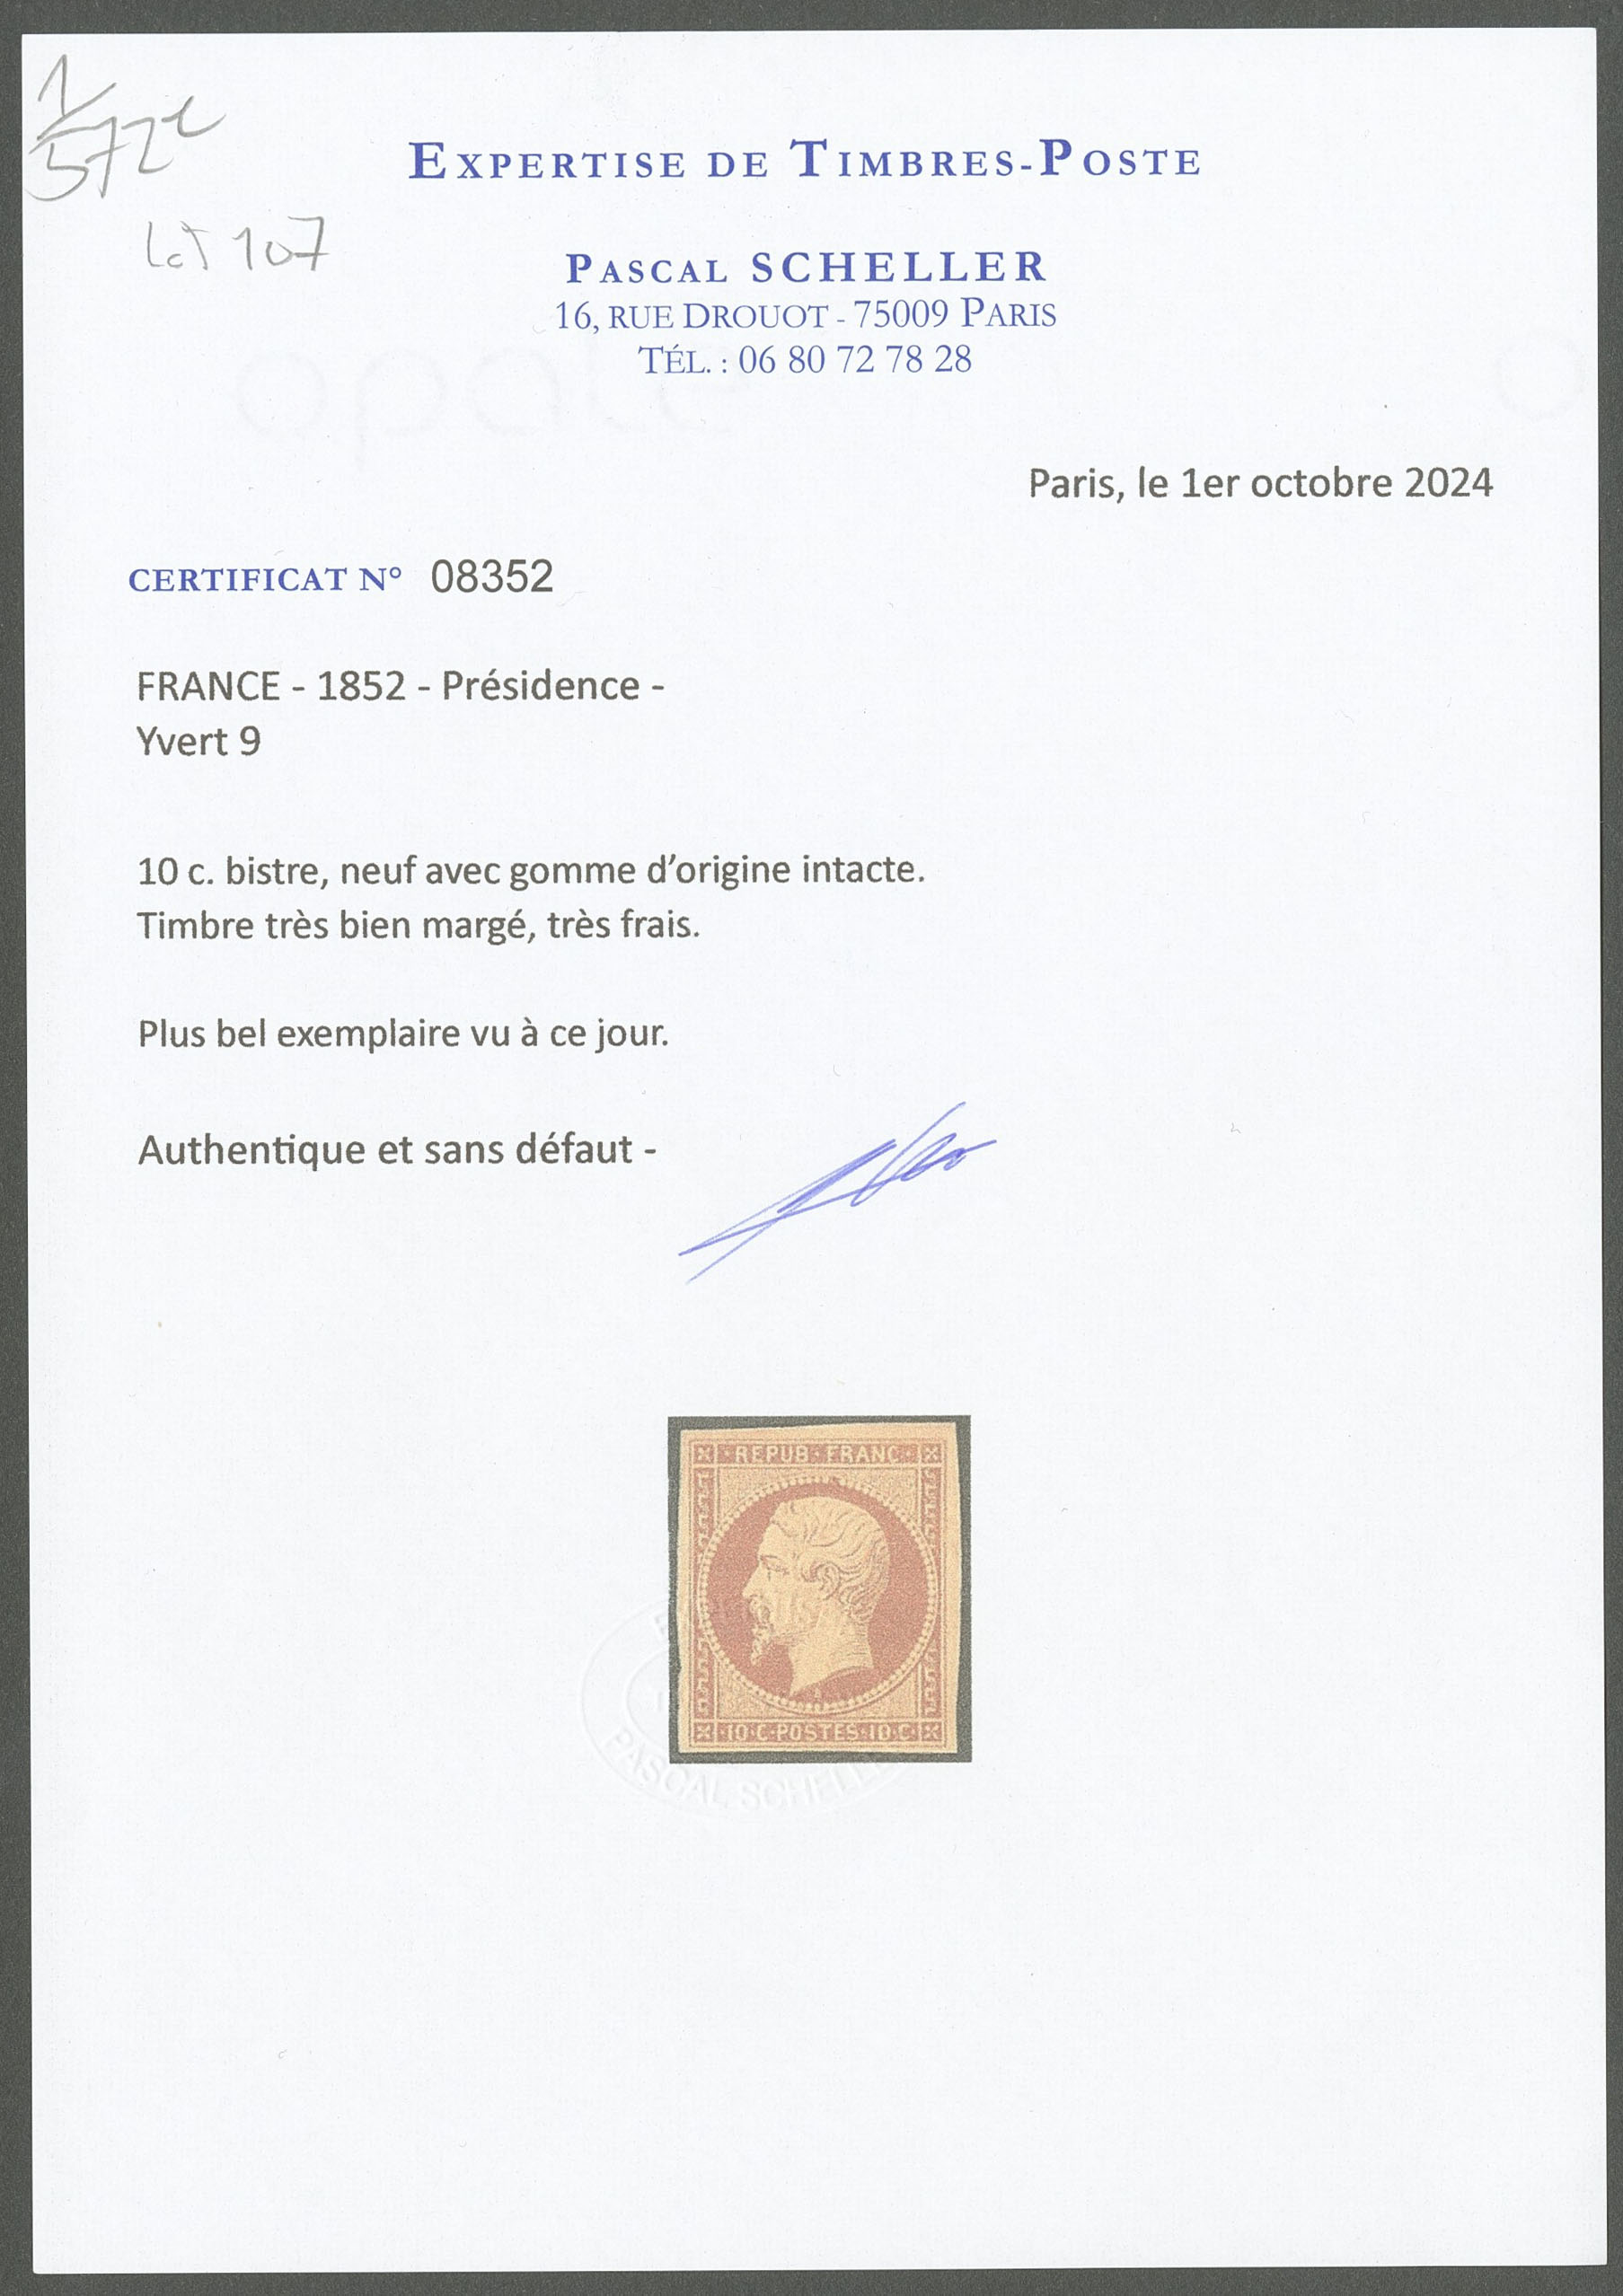 1
572
Lot 107
EXPERTISE DE TIMBRES-POSTE
PASCAL SCHELLER
16, RUE DROUOT - 75009 PARIS
TÉL. : 06 80 72 78 28
Paris, le 1er octobre 2024
CERTIFICAT N° 08352
FRANCE - 1852 - Présidence -
Yvert 9
10 c. bistre, neuf avec gomme d’origine intacte.
Timbre très bien margé, très frais.
Plus bel exemplaire vu à ce jour.
Authentique et sans défaut -
·REPUB·FRANC·
·10·C·POSTES·10·C·
PASCAL SCHELLE